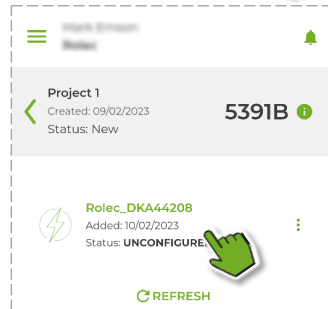 Project 1
Created: 09/02/2023
5391B
Status: New
Rolec_DKA44208
Added: 10/02/2023
Status: UNCONFIGURE
REFRESH